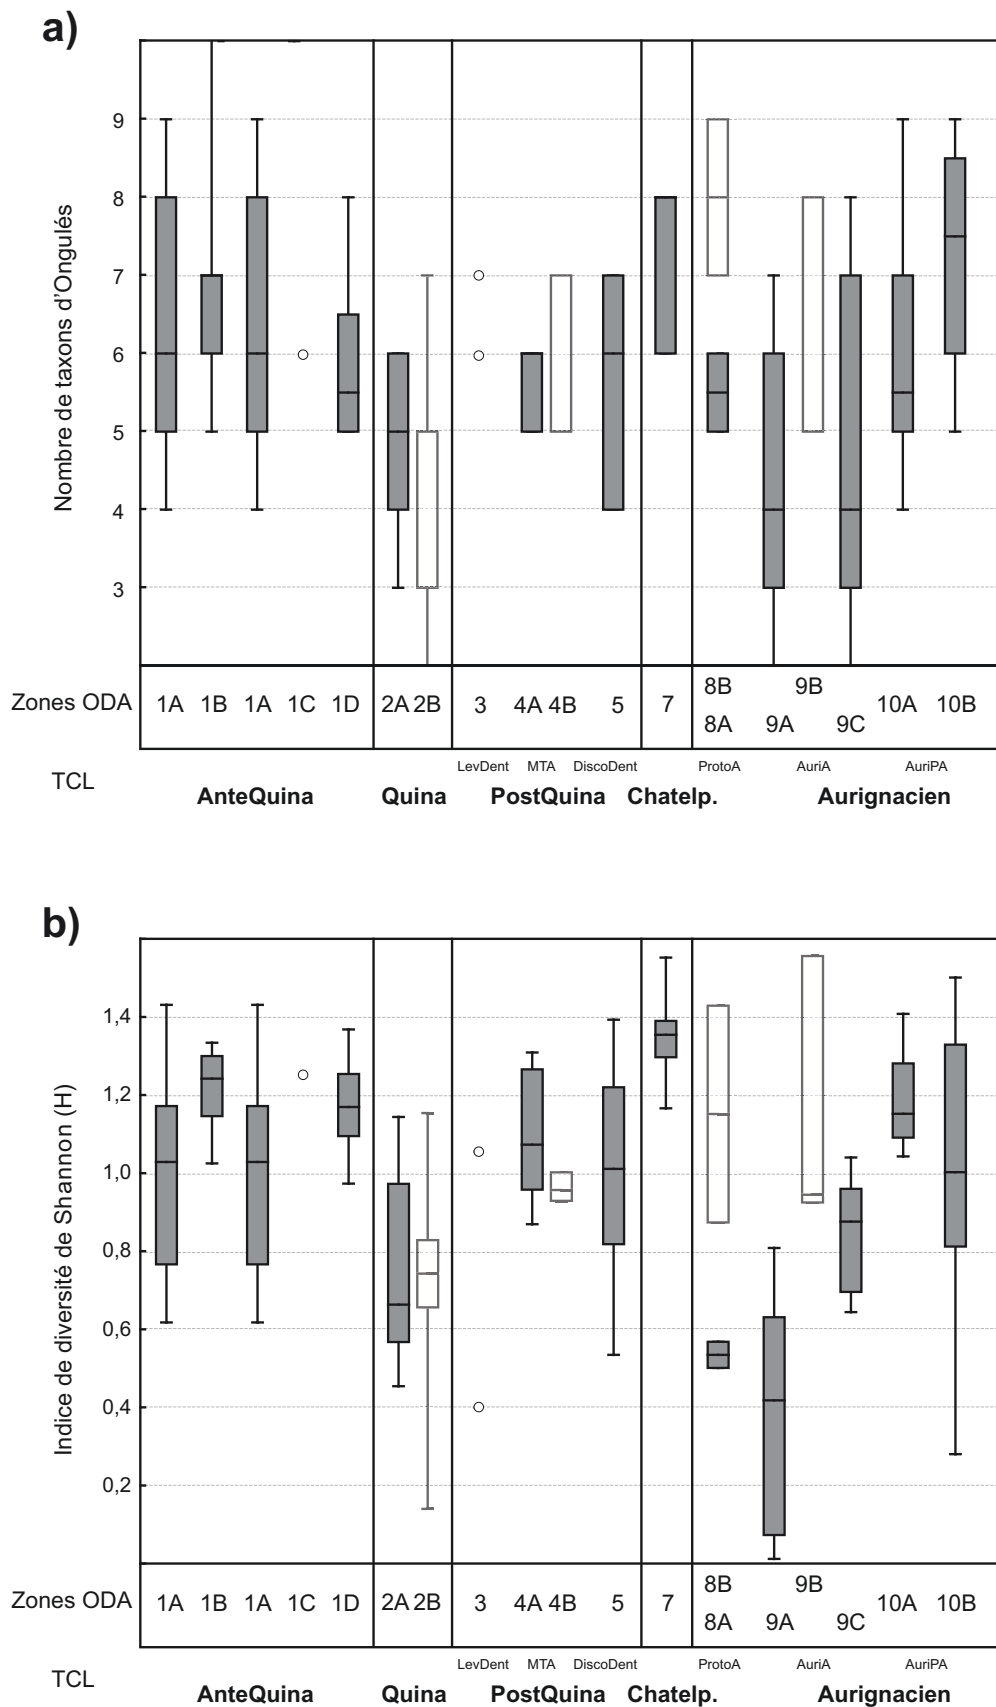 a)
Nombre de taxons d'Ongulés
9
8
7
6
5
4
3
Zones ODA 1A 1B 1A 1C 1D 2A 2B 3 4A 4B 5 7 8B 8A 9A 9B 9C 10A 10B
LevDent MTA DiscoDent ProtoA AuriA AuriPA
TCL AnteQuina Quina PostQuina Chatelp. Aurignacien
b)
Indice de diversité de Shannon (H)
1,4
1,2
1,0
0,8
0,6
0,4
0,2
Zones ODA 1A 1B 1A 1C 1D 2A 2B 3 4A 4B 5 7 8B 8A 9A 9B 9C 10A 10B
LevDent MTA DiscoDent ProtoA AuriA AuriPA
TCL AnteQuina Quina PostQuina Chatelp. Aurignacien